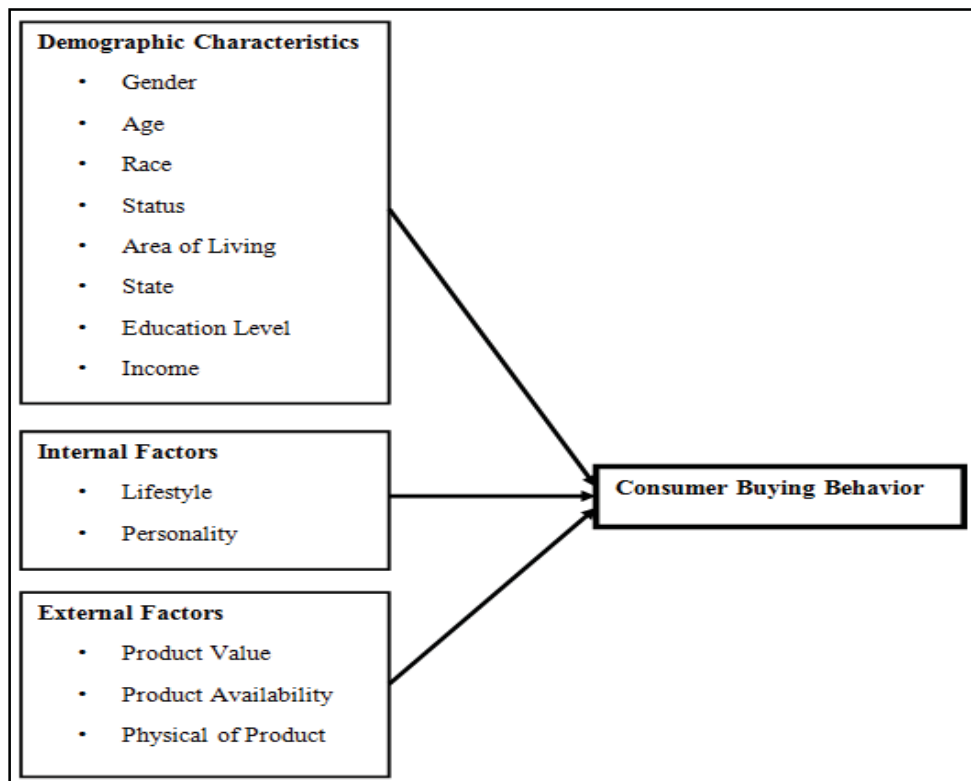 Demographic Characteristics
• Gender
• Age
• Race
• Status
• Area of Living
• State
• Education Level
• Income
Internal Factors
• Lifestyle
• Personality
Consumer Buying Behavior
External Factors
• Product Value
• Product Availability
• Physical of Product